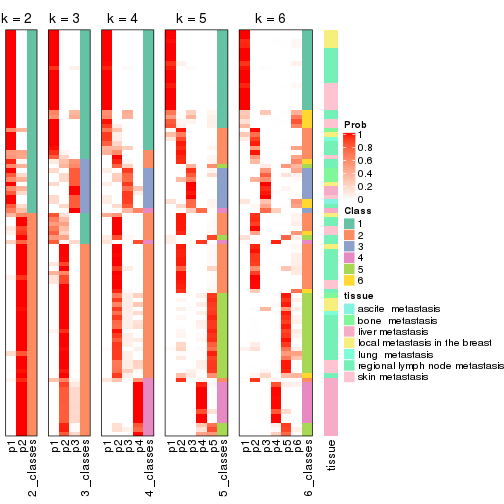 k = 2 k = 3 k = 4 k = 5 k = 6
Prob
1
0.8
0.6
0.4
0.2
0
Class
1
2
3
4
5
6
tissue
ascite metastasis
bone metastasis
liver metastasis
local metastasis in the breast
lung metastasis
regional lymph node metastasis
skin metastasis
p1 p2 2_classes p1 p2 p3 3_classes p1 p2 p3 p4 4_classes p1 p2 p3 p4 p5 5_classes p1 p2 p3 p4 p5 p6 6_classes tissue